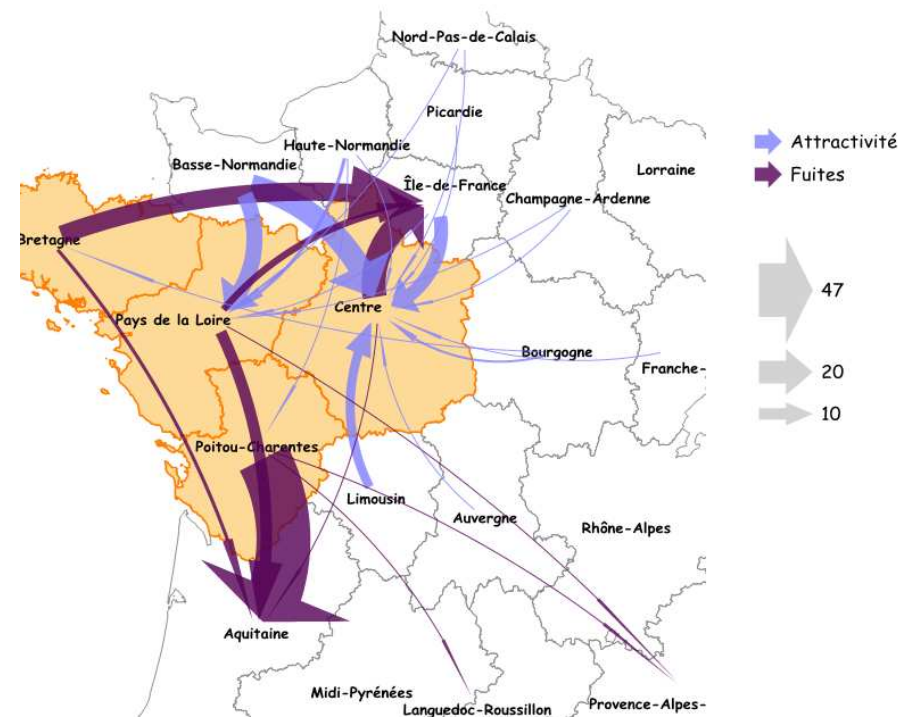 Nord-Pas-de-Calais
Picardie
Haute-Normandie
Basse-Normandie
Île-de-France
Lorraine
Champagne-Ardenne
Bretagne
Centre
Pays de la Loire
Bourgogne
Franche-
Poitou-Charentes
Limousin
Auvergne
Rhône-Alpes
Aquitaine
Midi-Pyrénées
Languedoc-Roussillon
Provence-Alpes-
Attractivité
Fuites
47
20
10